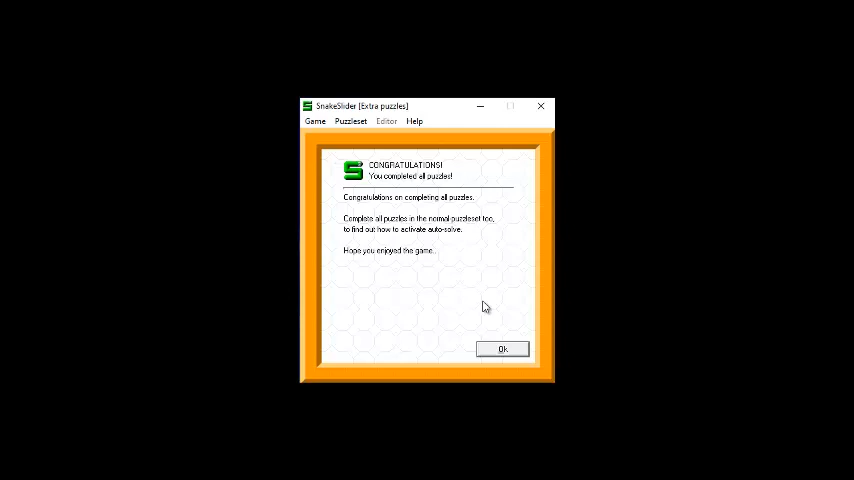 SnakeSlider [Extra puzzles]
Game Puzzleset Editor Help
CONGRATULATIONS!
You completed all puzzles!
Congratulations on completing all puzzles.
Complete all puzzles in the normal puzzleset too,
to find out how to activate auto-solve.
Hope you enjoyed the game..
Ok